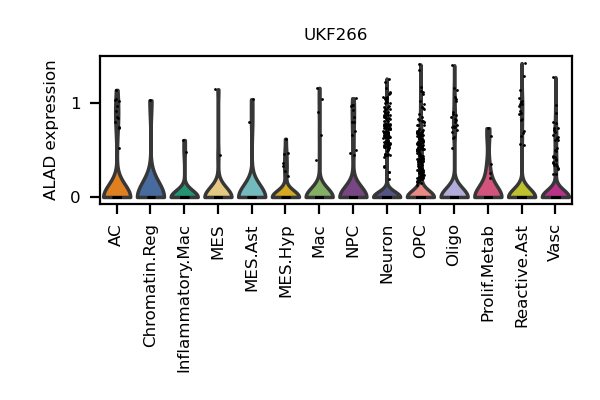 UKF266
ALAD expression
1
0
AC
Chromatin.Reg
Inflammatory.Mac
MES
MES.Ast
MES.Hyp
Mac
NPC
Neuron
OPC
Oligo
Prolif.Metab
Reactive.Ast
Vasc